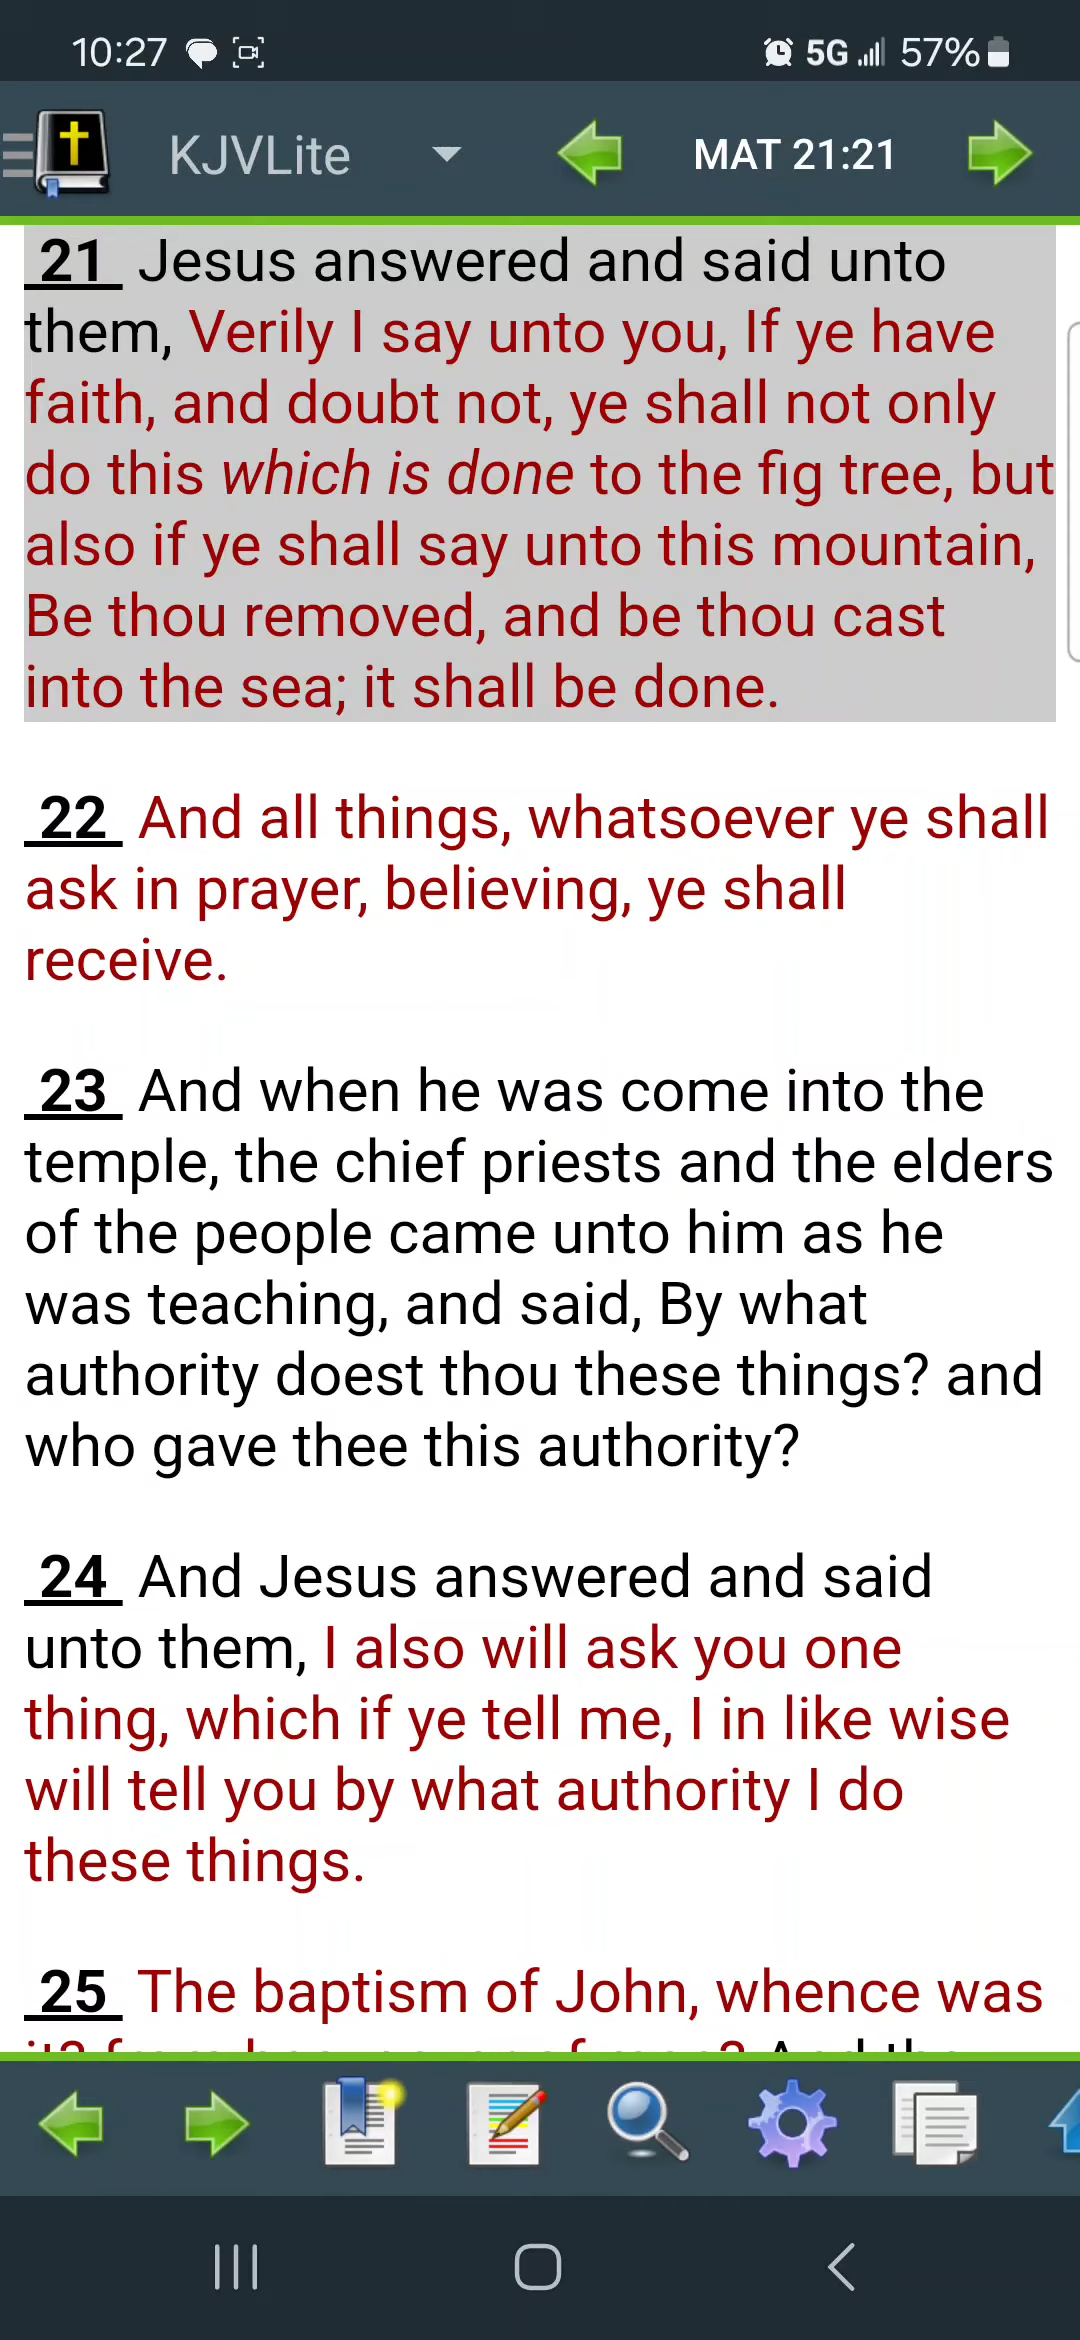 10:27 5G 57%
KJVLite MAT 21:21
21 Jesus answered and said unto
them, Verily I say unto you, If ye have
faith, and doubt not, ye shall not only
do this which is done to the fig tree, but
also if ye shall say unto this mountain,
Be thou removed, and be thou cast
into the sea; it shall be done.
22 And all things, whatsoever ye shall
ask in prayer, believing, ye shall
receive.
23 And when he was come into the
temple, the chief priests and the elders
of the people came unto him as he
was teaching, and said, By what
authority doest thou these things? and
who gave thee this authority?
24 And Jesus answered and said
unto them, I also will ask you one
thing, which if ye tell me, I in like wise
will tell you by what authority I do
these things.
25 The baptism of John, whence was